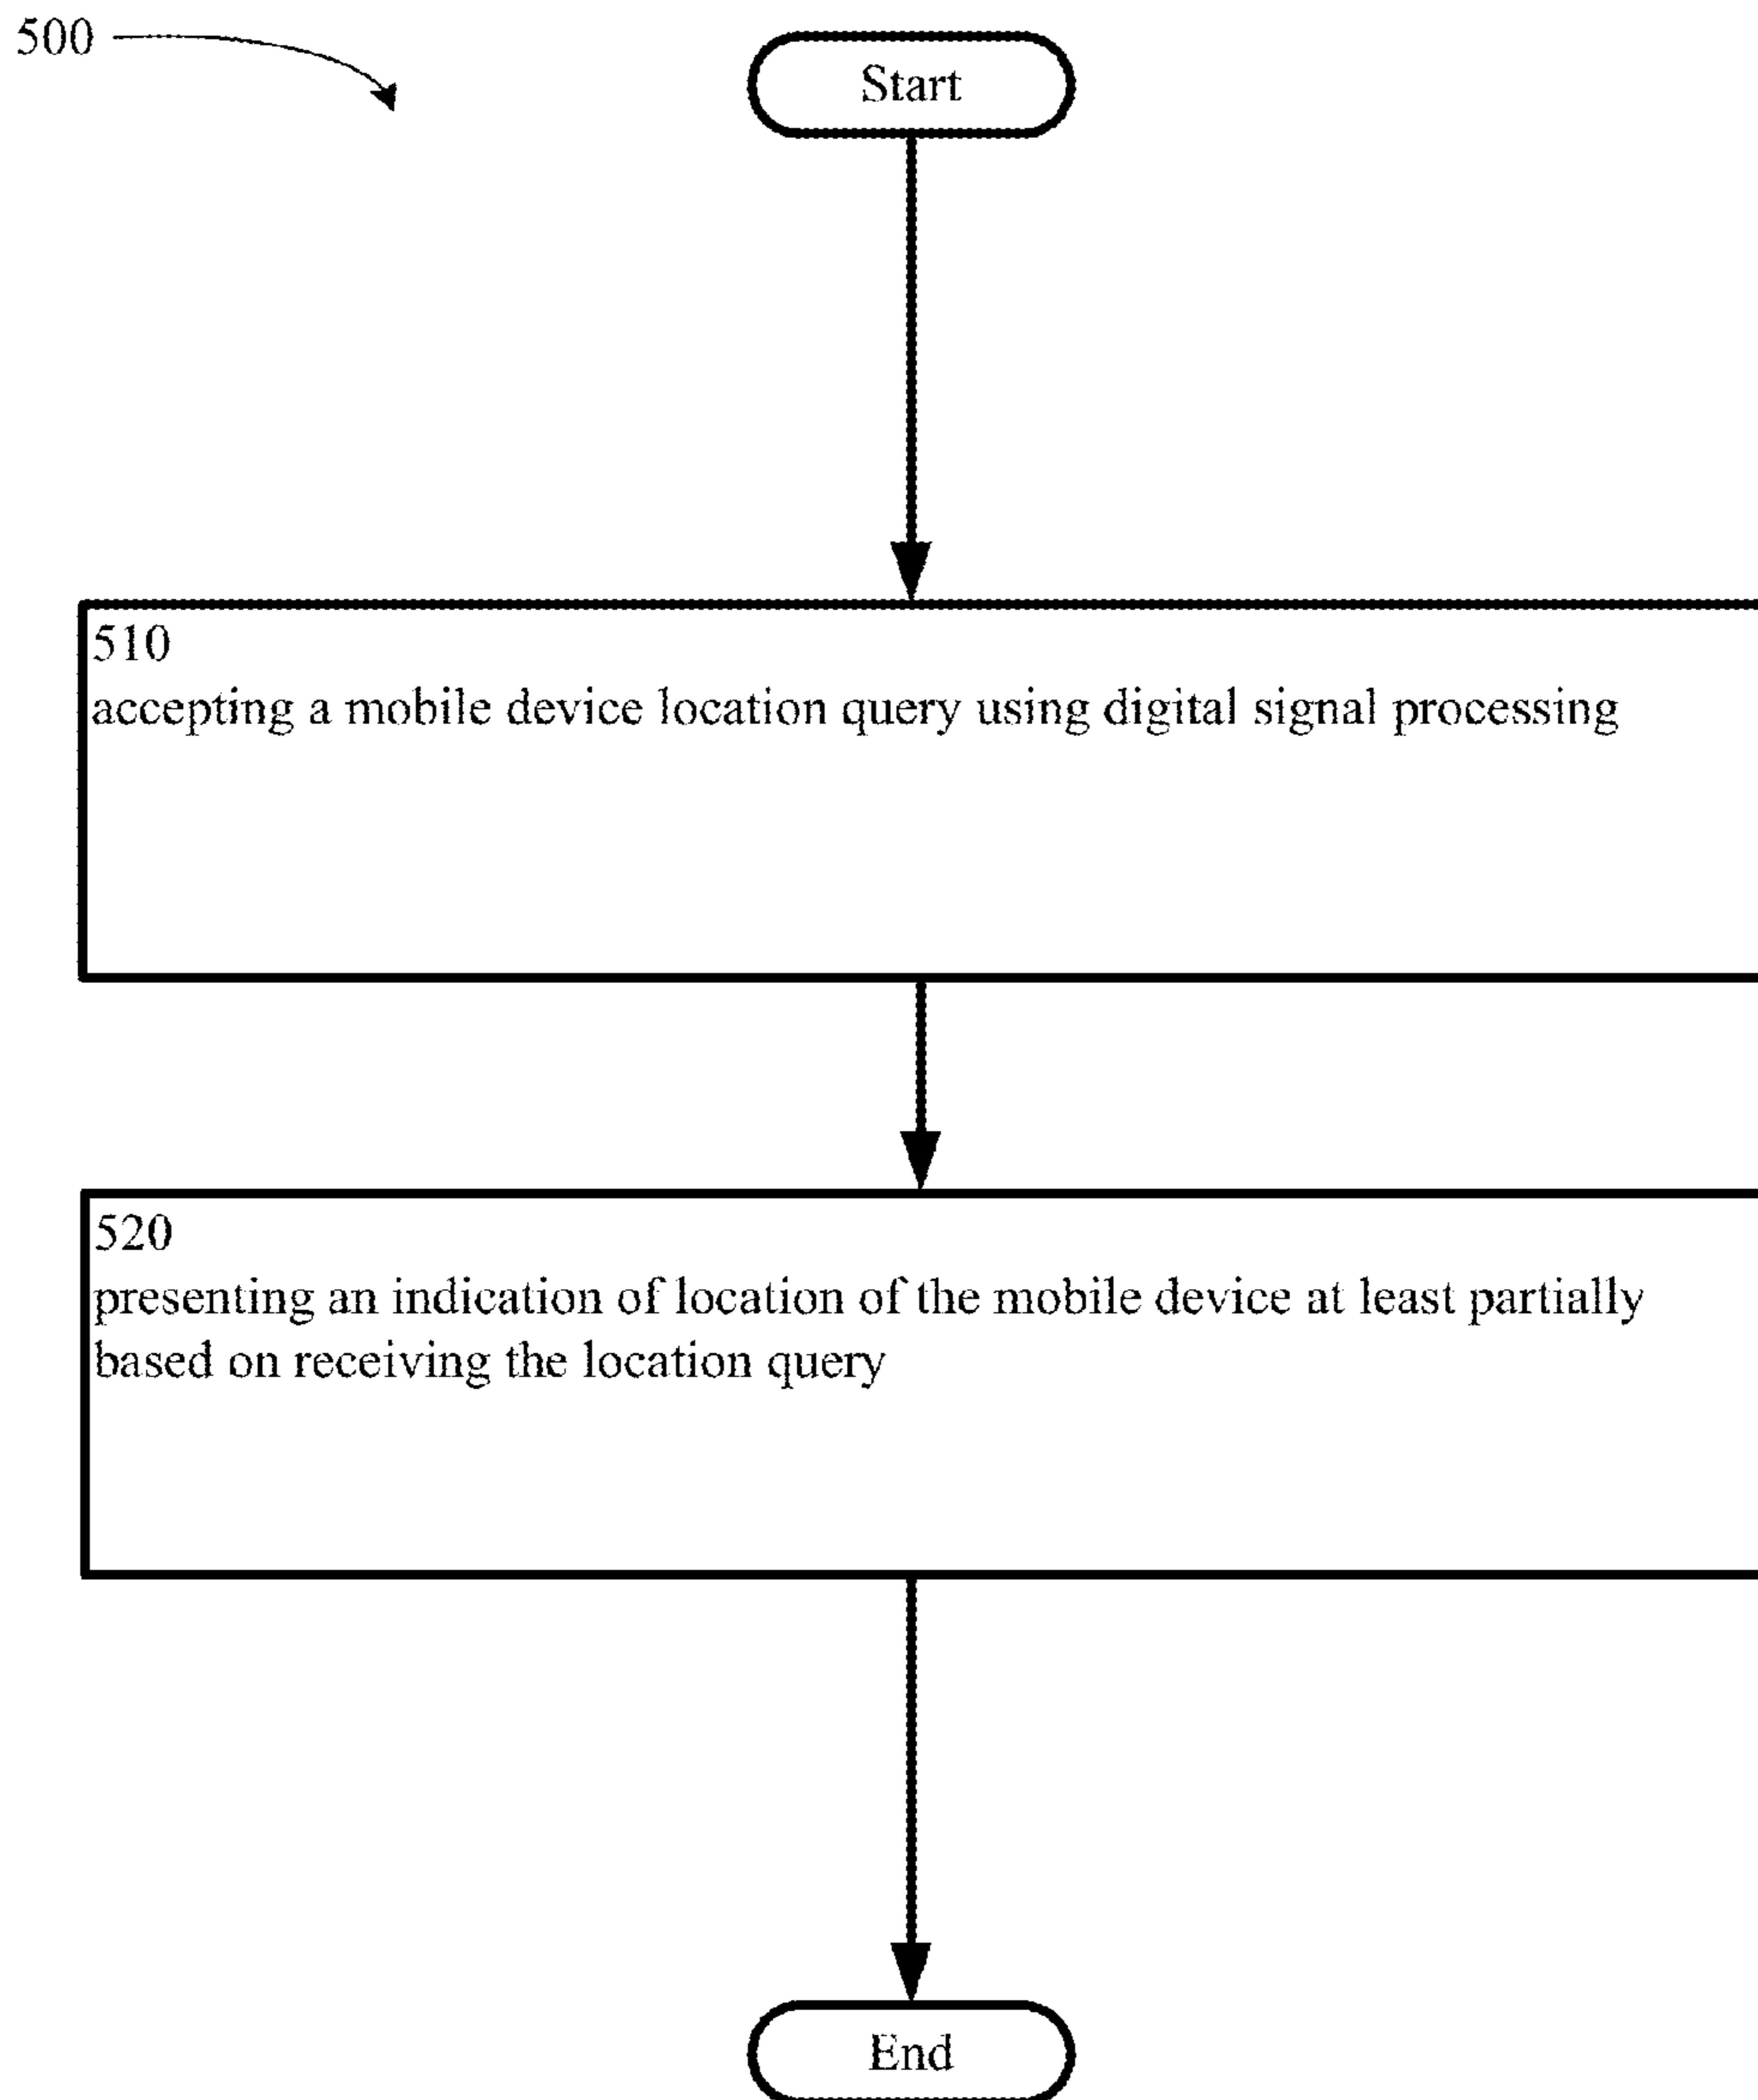 500
Start
510
accepting a mobile device location query using digital signal processing
520
presenting an indication of location of the mobile device at least partially
based on receiving the location query
End